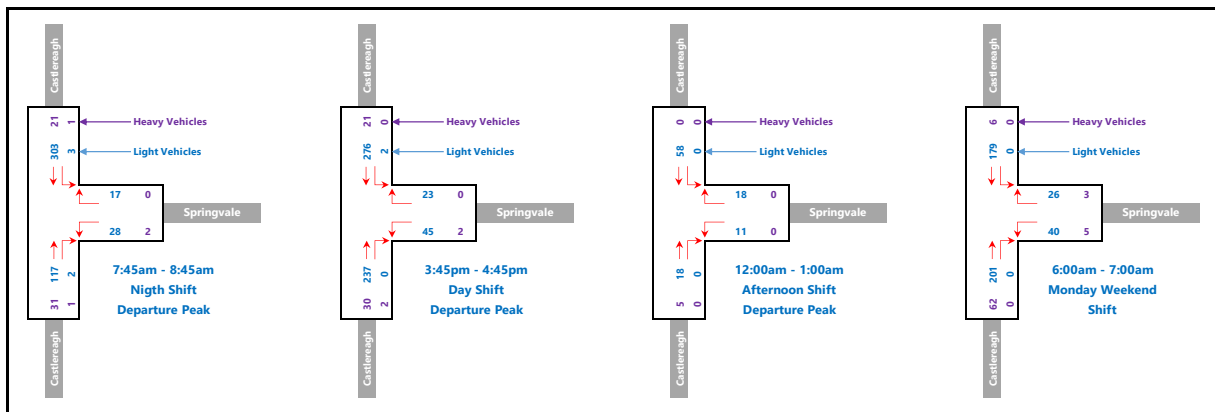 Castlereagh
21 1
Heavy Vehicles
303 3
Light Vehicles
17 0
Springvale
28 2
117 2
31 1
7:45am - 8:45am
Nigth Shift
Departure Peak
Castlereagh
Castlereagh
21 0
Heavy Vehicles
276 2
Light Vehicles
23 0
Springvale
45 2
237 0
30 2
3:45pm - 4:45pm
Day Shift
Departure Peak
Castlereagh
Castlereagh
0 0
Heavy Vehicles
58 0
Light Vehicles
18 0
Springvale
11 0
18 0
5 0
12:00am - 1:00am
Afternoon Shift
Departure Peak
Castlereagh
Castlereagh
6 0
Heavy Vehicles
179 0
Light Vehicles
26 3
Springvale
40 5
201 0
62 0
6:00am - 7:00am
Monday Weekend
Shift
Castlereagh